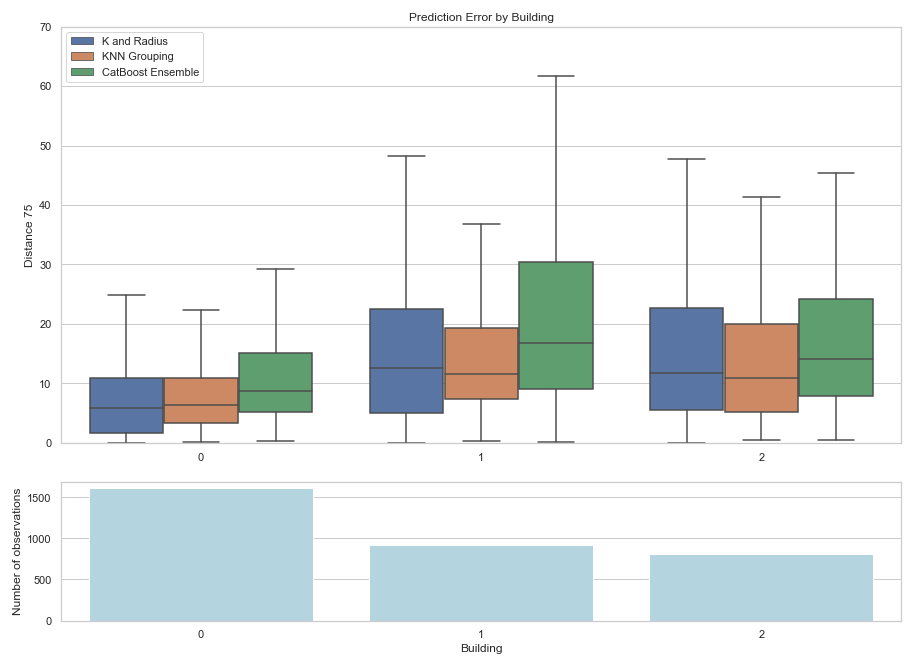 Prediction Error by Building
K and Radius
KNN Grouping
CatBoost Ensemble
Distance 75
70
60
50
40
30
20
10
0
0 1 2
Number of observations
1500
1000
500
0
0 1 2
Building